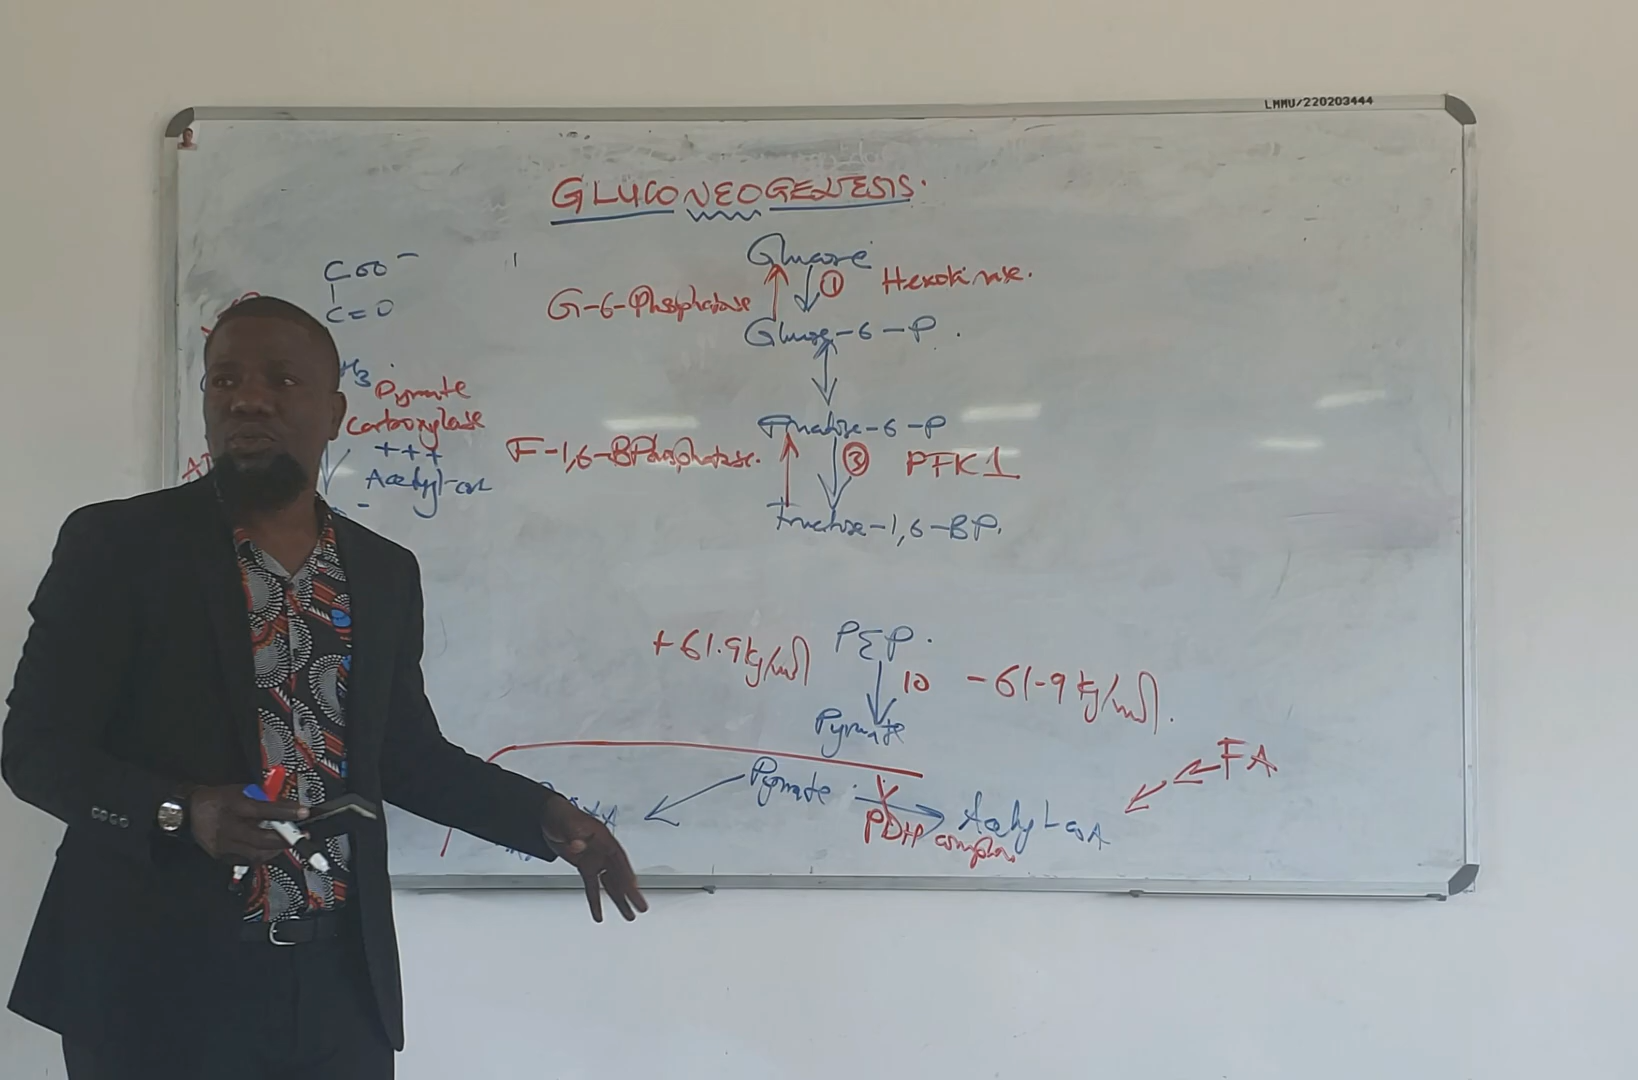 LMMU/220203444
GLUCONEOGENESIS.
COO⁻
C=O
Glucose
G-6-Phosphatase
① Hexokinase.
Glucose-6-P.
H3
Pyruvate
carboxylase
+++
Acetyl-CoA
Fructose-6-P
F-1,6-BPhosphatase.
③ PFK1
Fructose-1,6-BP.
PEP.
+61.9kJ/mol
10
-61.9kJ/mol.
Pyruvate
FA
Pyruvate
Acetyl-CoA
PDH complex